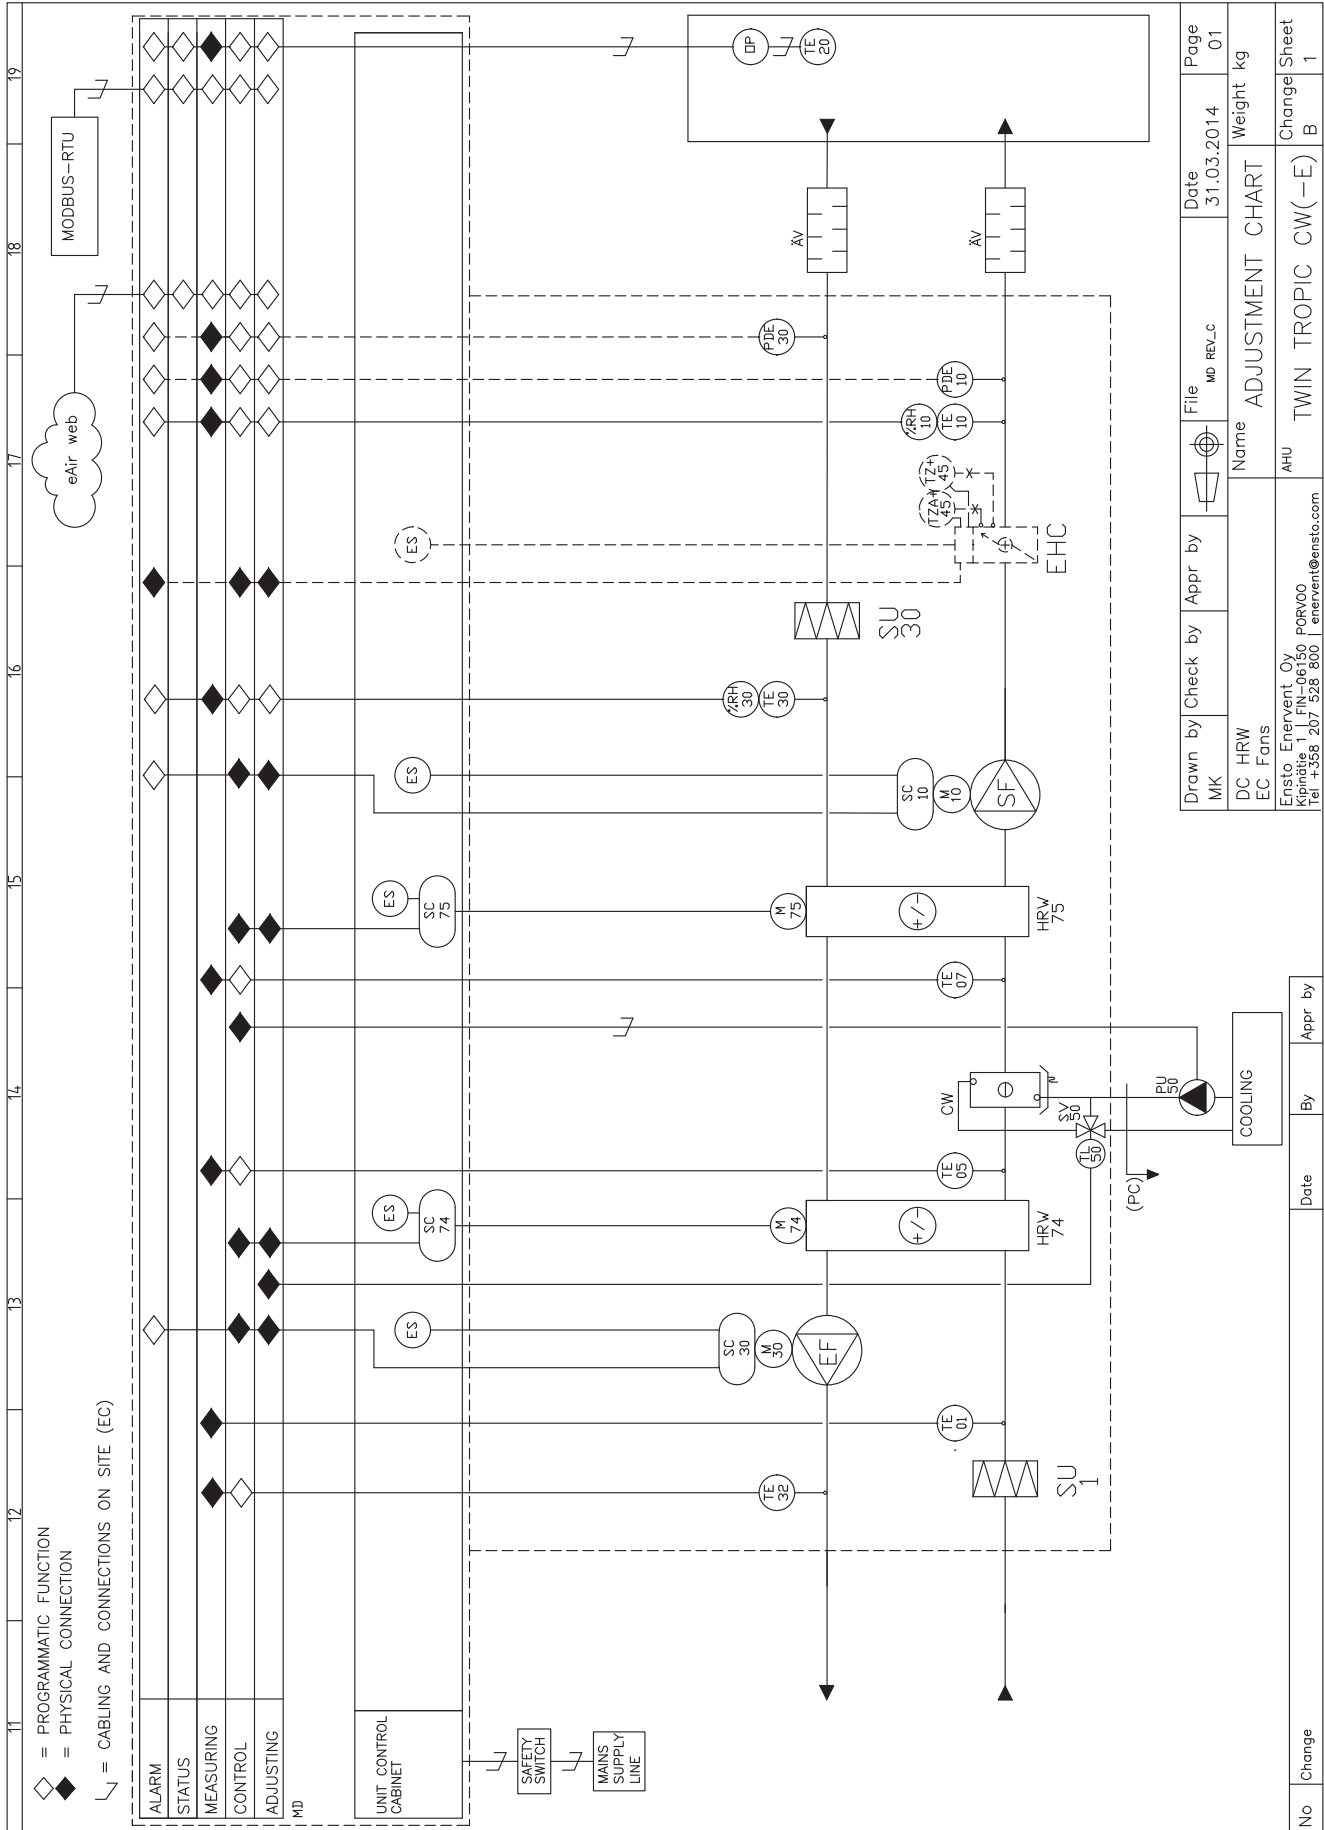 11
12
13
14
15
16
17
18
19
◇ = PROGRAMMATIC FUNCTION
◆ = PHYSICAL CONNECTION
= CABLING AND CONNECTIONS ON SITE (EC)
eAir web
MODBUS-RTU
ALARM
STATUS
MEASURING
CONTROL
ADJUSTING
MD
UNIT CONTROL
CABINET
ES
SC
74
ES
SC
75
ES
ES
ES
SAFETY
SWITCH
MAINS
SUPPLY
LINE
TE
32
SC
30
M
30
EF
M
74
M
75
%RH
30
TE
30
SU
30
PDE
30
ÄV
OP
TE
20
SU
1
TE
01
HRW
74
+/-
TE
05
CW
TE
07
HRW
75
+/-
SC
10
M
10
SF
EHC
TZA+
45
TZ+
45
%RH
10
TE
10
PDE
10
ÄV
TL
50
SV
50
(PC)
PU
50
COOLING
No
Change
Date
By
Appr by
Drawn by
MK
Check by
Appr by
File
MD REV_C
Date
31.03.2014
Page
01
DC HRW
EC Fans
Name
ADJUSTMENT CHART
Weight kg
Ensto Enervent Oy
Kipinätie 1 | FIN-06150 PORVOO
Tel +358 207 528 800 | enervent@ensto.com
AHU
TWIN TROPIC CW(-E)
Change
B
Sheet
1